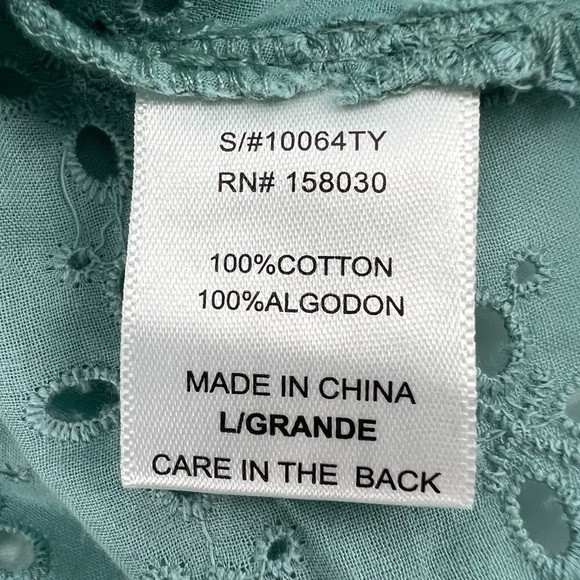 S/#10064TY
RN# 158030
100%COTTON
100%ALGODON
MADE IN CHINA
L/GRANDE
CARE IN THE BACK